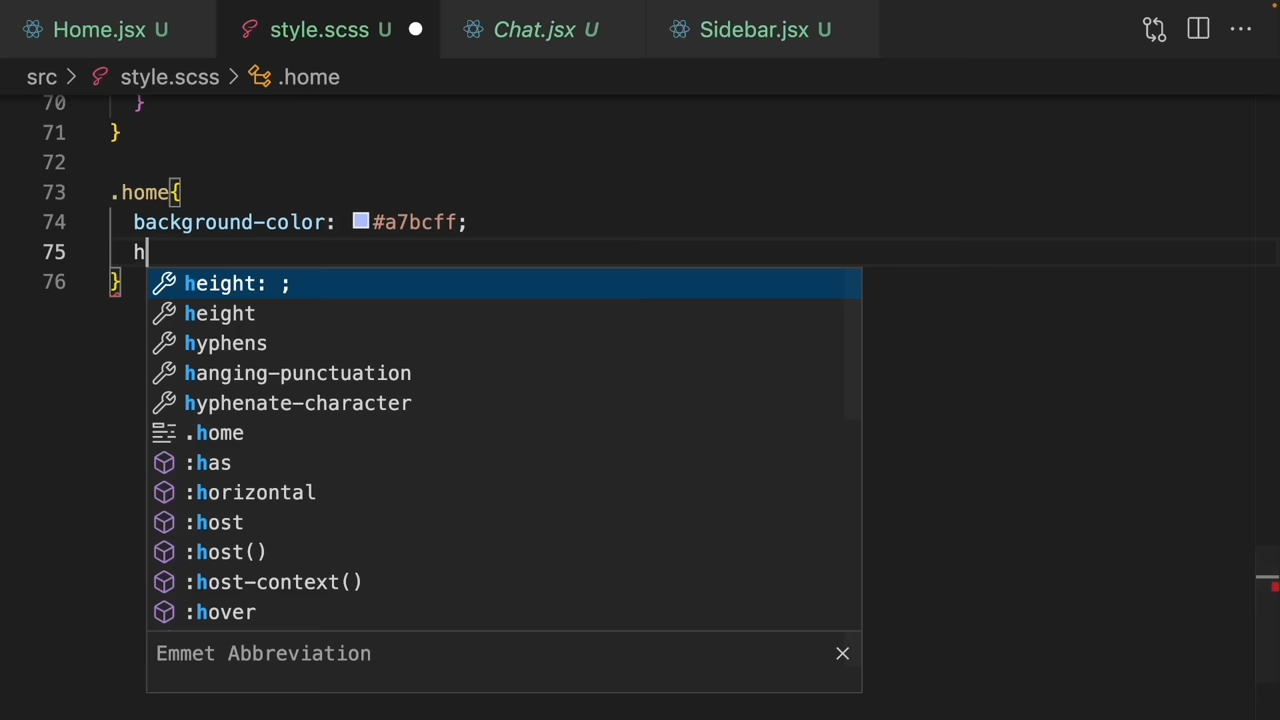 Home.jsx U
style.scss U
Chat.jsx U
Sidebar.jsx U
src > style.scss > .home
70 }
71 }
72
73 .home{
74 background-color: #a7bcff;
75 h
76 }
height: ;
height
hyphens
hanging-punctuation
hyphenate-character
.home
:has
:horizontal
:host
:host()
:host-context()
:hover
Emmet Abbreviation